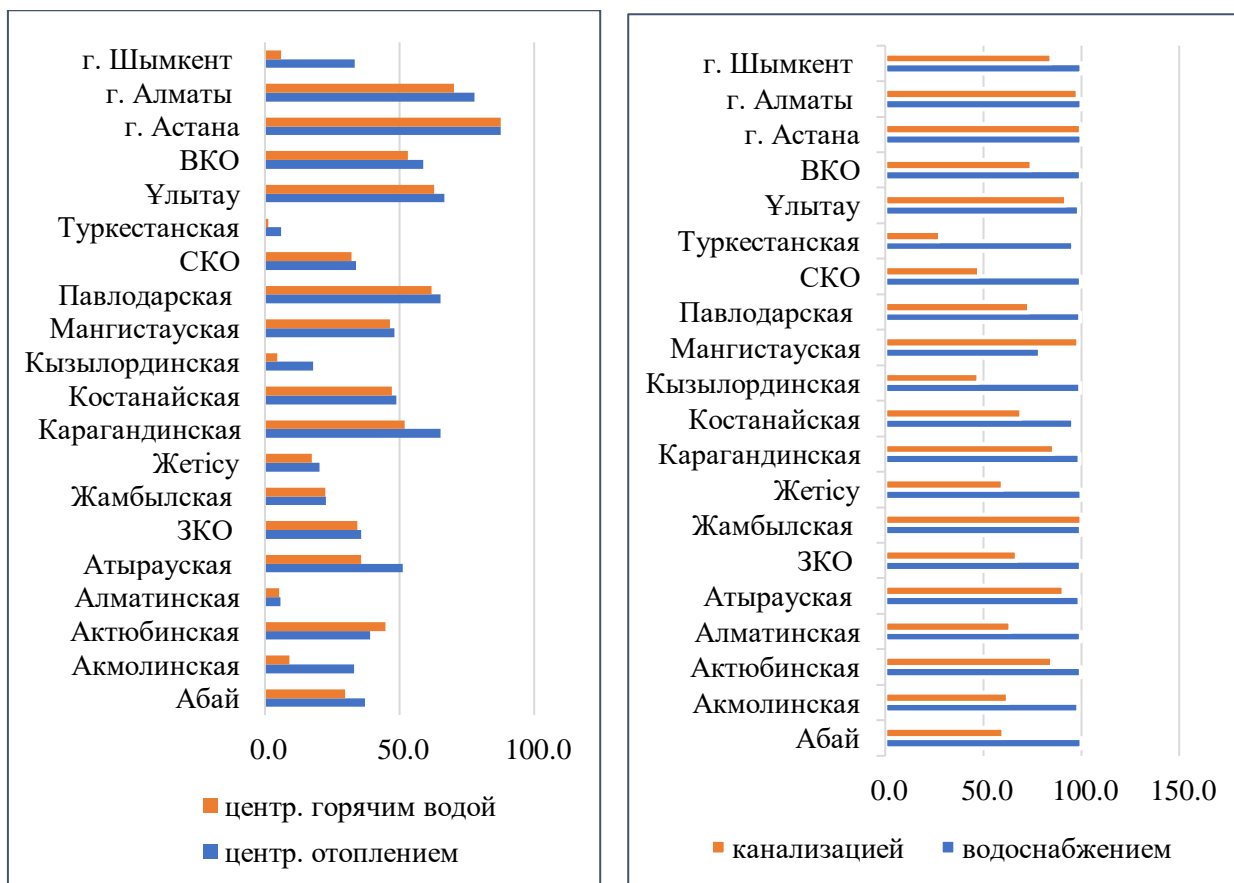 г. Шымкент
г. Алматы
г. Астана
ВКО
Ұлытау
Туркестанская
СКО
Павлодарская
Мангистауская
Кызылординская
Костанайская
Карагандинская
Жетісу
Жамбылская
ЗКО
Атырауская
Алматинская
Актюбинская
Акмолинская
Абай
0.0 50.0 100.0
центр. горячим водой
центр. отоплением
г. Шымкент
г. Алматы
г. Астана
ВКО
Ұлытау
Туркестанская
СКО
Павлодарская
Мангистауская
Кызылординская
Костанайская
Карагандинская
Жетісу
Жамбылская
ЗКО
Атырауская
Алматинская
Актюбинская
Акмолинская
Абай
0.0 50.0 100.0 150.0
канализацией водоснабжением